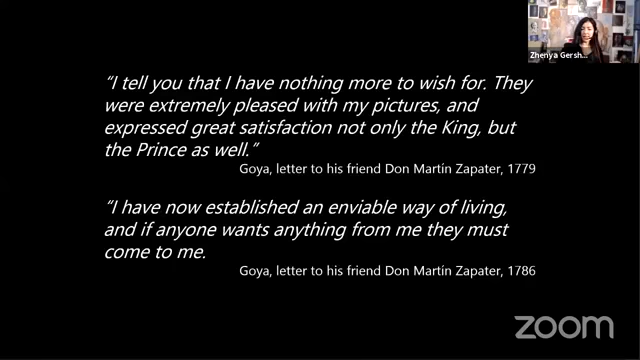 Zhenya Gersh...
“I tell you that I have nothing more to wish for. They
were extremely pleased with my pictures, and
expressed great satisfaction not only the King, but
the Prince as well.”
Goya, letter to his friend Don Martín Zapater, 1779
“I have now established an enviable way of living,
and if anyone wants anything from me they must
come to me.
Goya, letter to his friend Don Martín Zapater, 1786
zoom